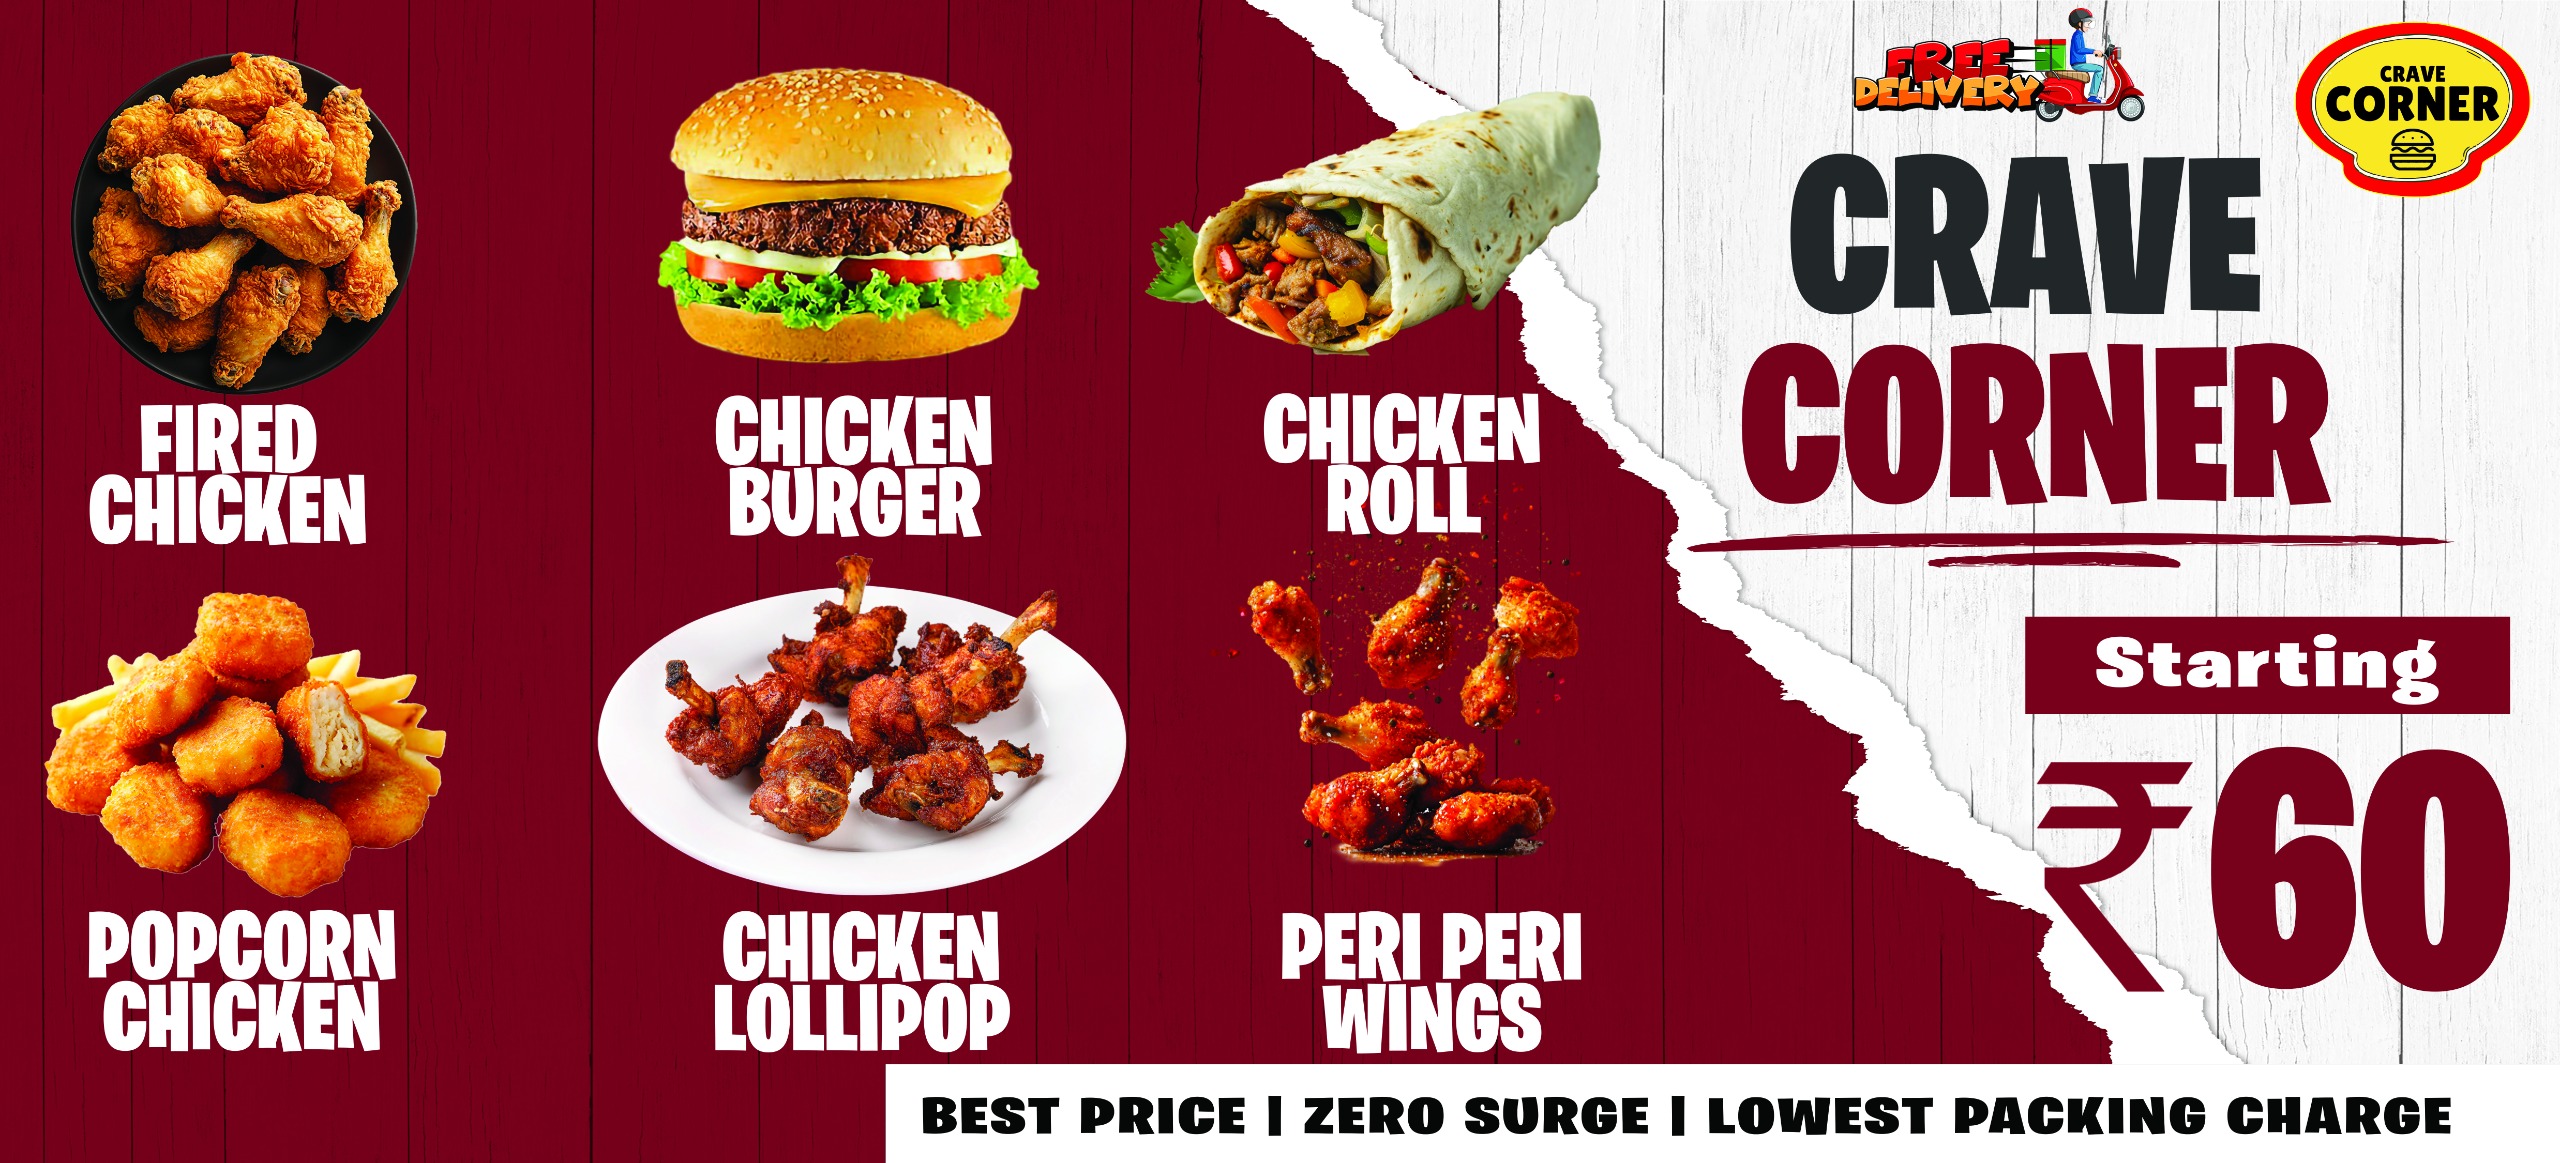 FREE
DELIVERY
CRAVE
CORNER
CRAVE
CORNER
FIRED
CHICKEN
CHICKEN
BURGER
CHICKEN
ROLL
POPCORN
CHICKEN
CHICKEN
LOLLIPOP
PERI PERI
WINGS
Starting
₹60
BEST PRICE | ZERO SURGE | LOWEST PACKING CHARGE